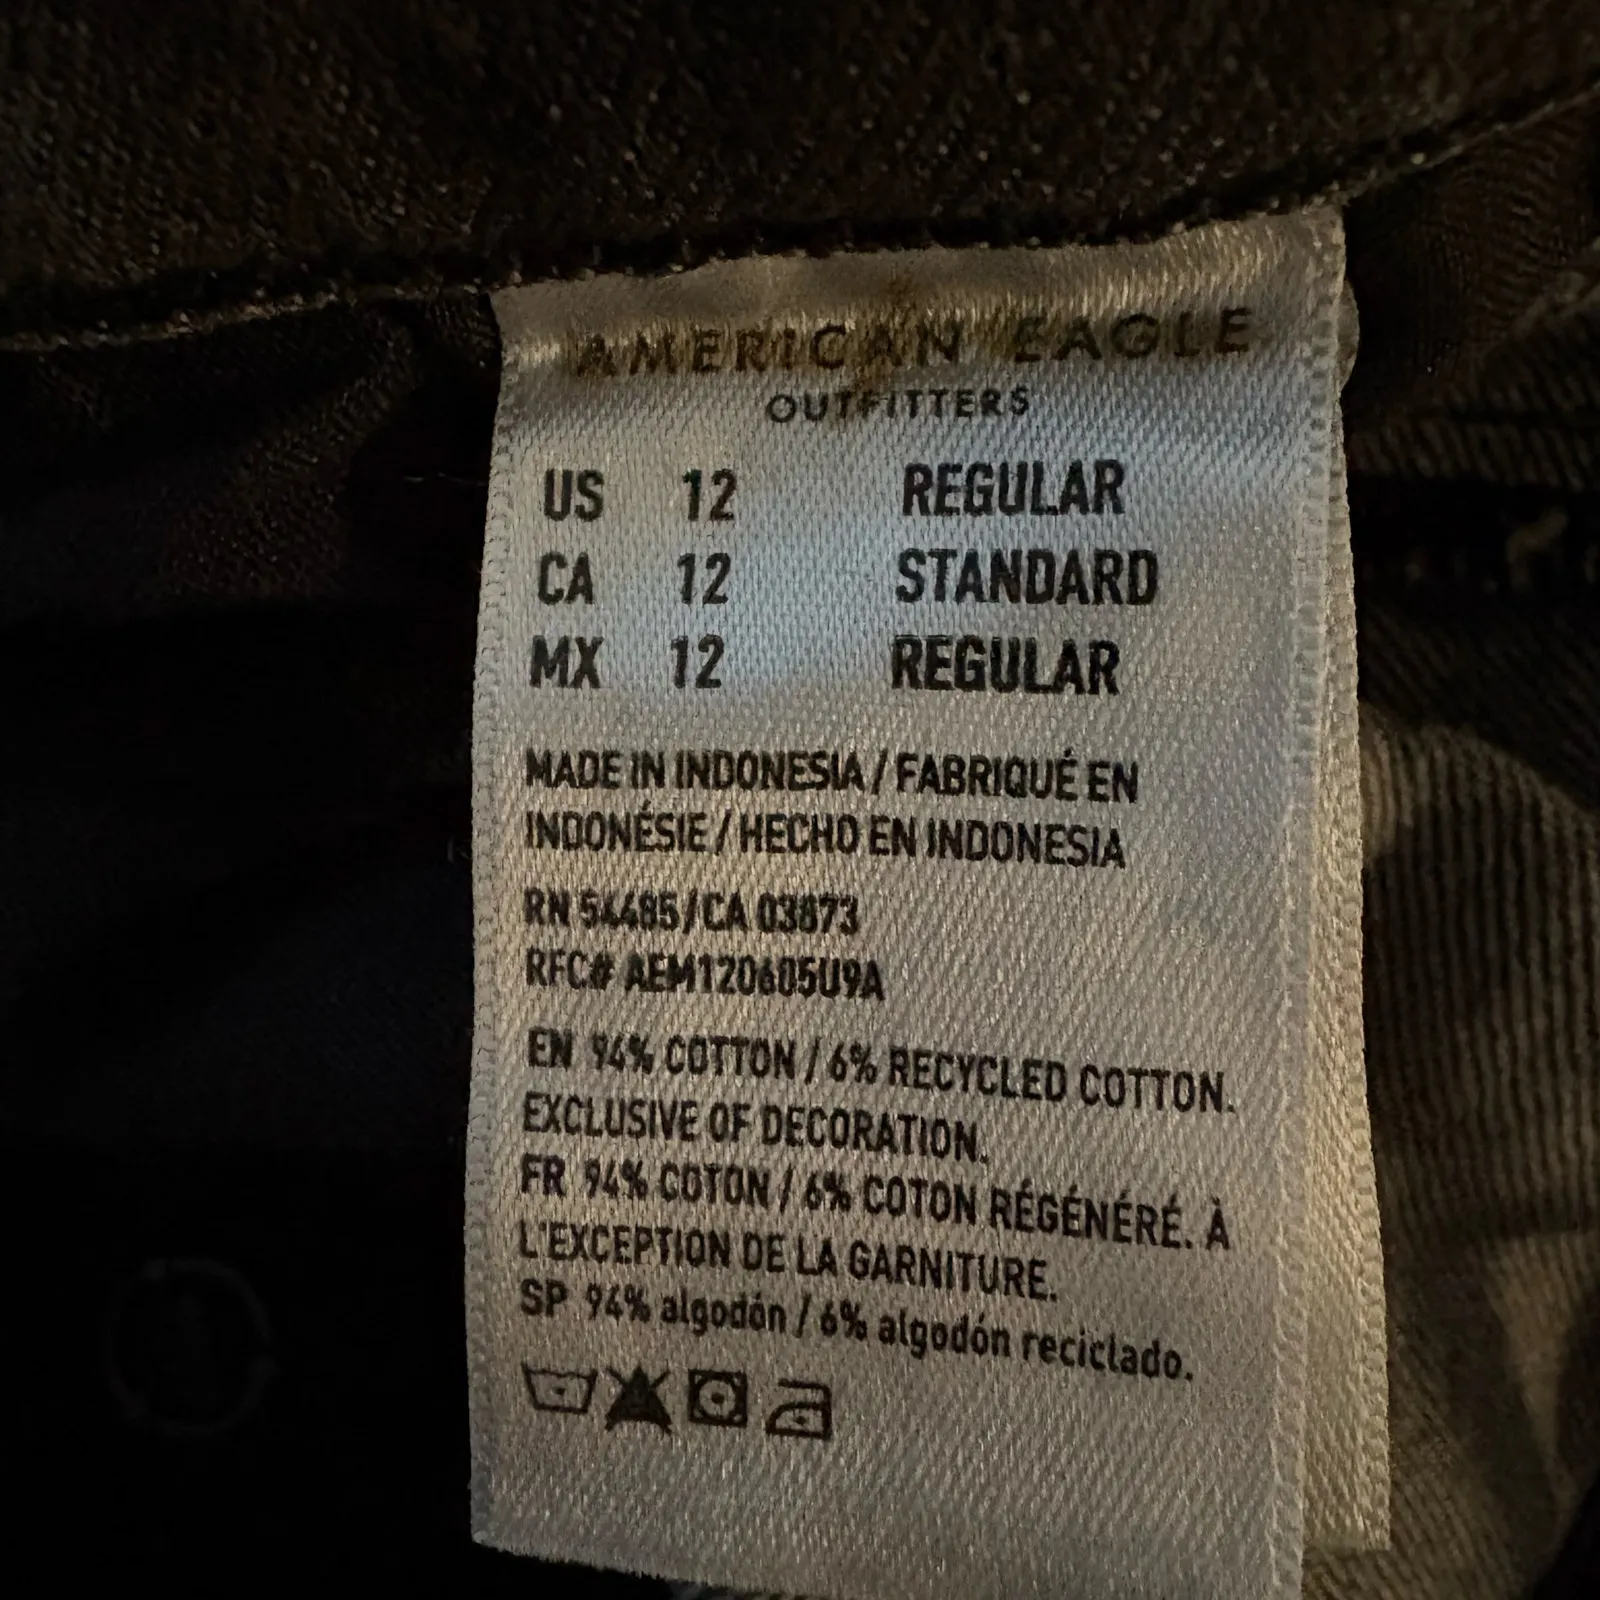 AMERICAN EAGLE
OUTFITTERS
US 12 REGULAR
CA 12 STANDARD
MX 12 REGULAR
MADE IN INDONESIA / FABRIQUÉ EN
INDONÉSIE / HECHO EN INDONESIA
RN 54485/CA 03873
RFC# AEM120605U9A
EN 94% COTTON / 6% RECYCLED COTTON.
EXCLUSIVE OF DECORATION.
FR 94% COTON / 6% COTON RÉGÉNÉRÉ. À
L'EXCEPTION DE LA GARNITURE.
SP 94% algodón / 6% algodón reciclado.